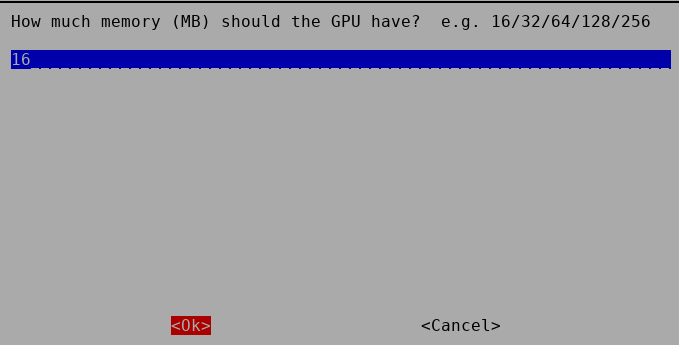 How much memory (MB) should the GPU have?  e.g. 16/32/64/128/256
16
<Ok> <Cancel>